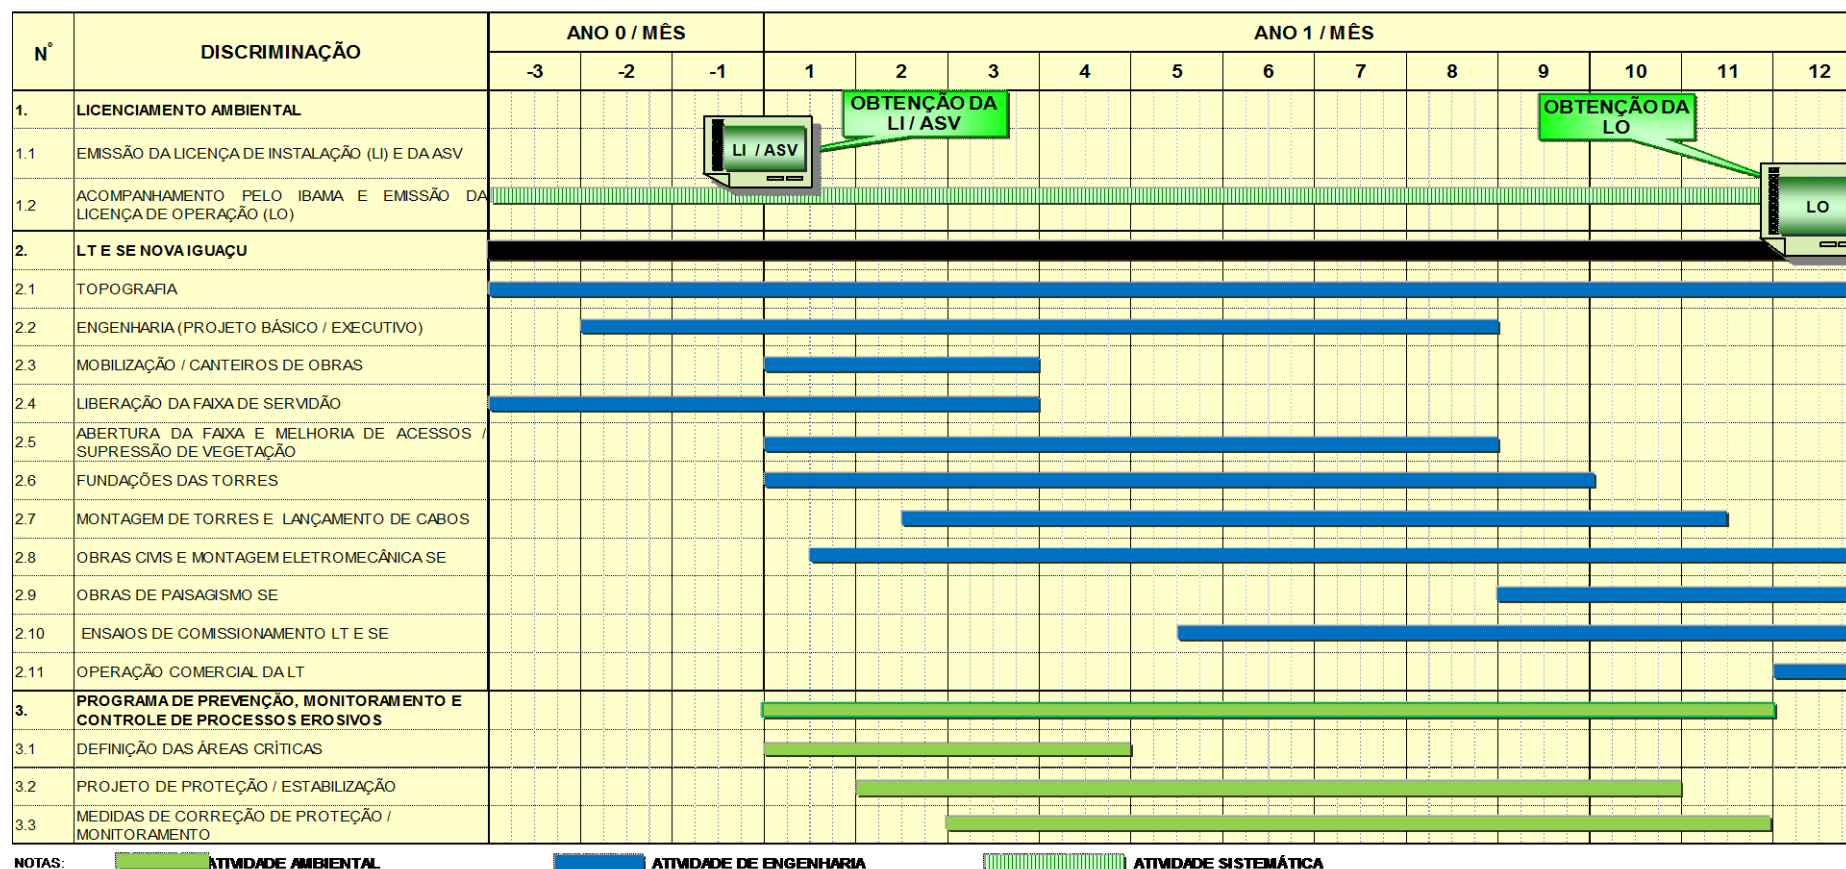 N° DISCRIMINAÇÃO ANO 0 / MÊS ANO 1 / MÊS
-3 -2 -1 1 2 3 4 5 6 7 8 9 10 11 12
1. LICENCIAMENTO AMBIENTAL
OBTENÇÃO DA
LI / ASV
OBTENÇÃO DA
LO
1.1 EMISSÃO DA LICENÇA DE INSTALAÇÃO (LI) E DA ASV
LI / ASV
1.2 ACOMPANHAMENTO PELO IBAMA E EMISSÃO DA
LICENÇA DE OPERAÇÃO (LO)
LO
2. LT E SE NOVA IGUAÇU
2.1 TOPOGRAFIA
2.2 ENGENHARIA (PROJETO BÁSICO / EXECUTIVO)
2.3 MOBILIZAÇÃO / CANTEIROS DE OBRAS
2.4 LIBERAÇÃO DA FAIXA DE SERVIDÃO
2.5 ABERTURA DA FAIXA E MELHORIA DE ACESSOS /
SUPRESSÃO DE VEGETAÇÃO
2.6 FUNDAÇÕES DAS TORRES
2.7 MONTAGEM DE TORRES E LANÇAMENTO DE CABOS
2.8 OBRAS CIVIS E MONTAGEM ELETROMECÂNICA SE
2.9 OBRAS DE PAISAGISMO SE
2.10 ENSAIOS DE COMISSIONAMENTO LT E SE
2.11 OPERAÇÃO COMERCIAL DA LT
3. PROGRAMA DE PREVENÇÃO, MONITORAMENTO E
CONTROLE DE PROCESSOS EROSIVOS
3.1 DEFINIÇÃO DAS ÁREAS CRÍTICAS
3.2 PROJETO DE PROTEÇÃO / ESTABILIZAÇÃO
3.3 MEDIDAS DE CORREÇÃO DE PROTEÇÃO /
MONITORAMENTO
NOTAS: ATIVIDADE AMBIENTAL ATIVIDADE DE ENGENHARIA ATIVIDADE SISTEMÁTICA